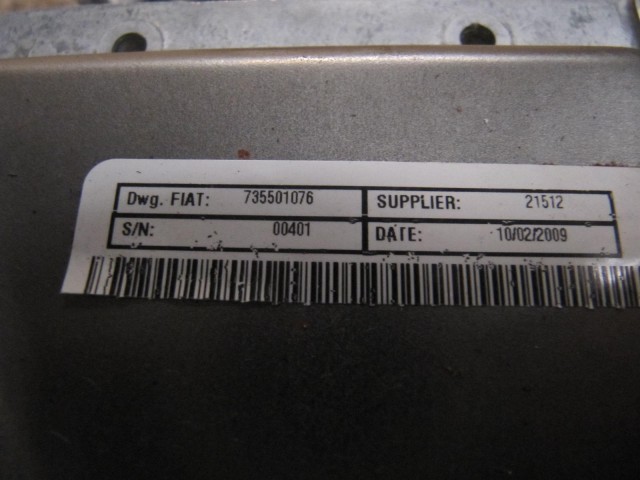 Dwg. FIAT: 735501076 SUPPLIER: 21512
S/N: 00401 DATE: 10/02/2009